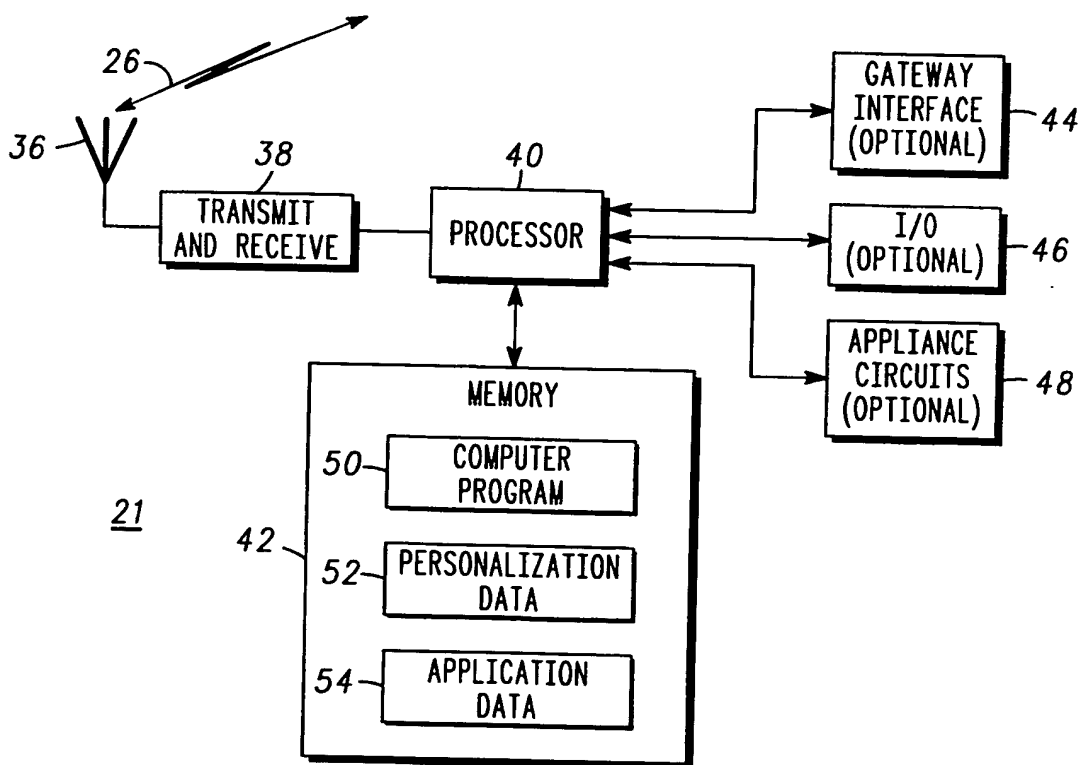 26
36
38
TRANSMIT
AND RECEIVE
40
PROCESSOR
GATEWAY
INTERFACE
(OPTIONAL)
44
I/O
(OPTIONAL)
46
APPLIANCE
CIRCUITS
(OPTIONAL)
48
MEMORY
50
COMPUTER
PROGRAM
21
42
52
PERSONALIZATION
DATA
54
APPLICATION
DATA